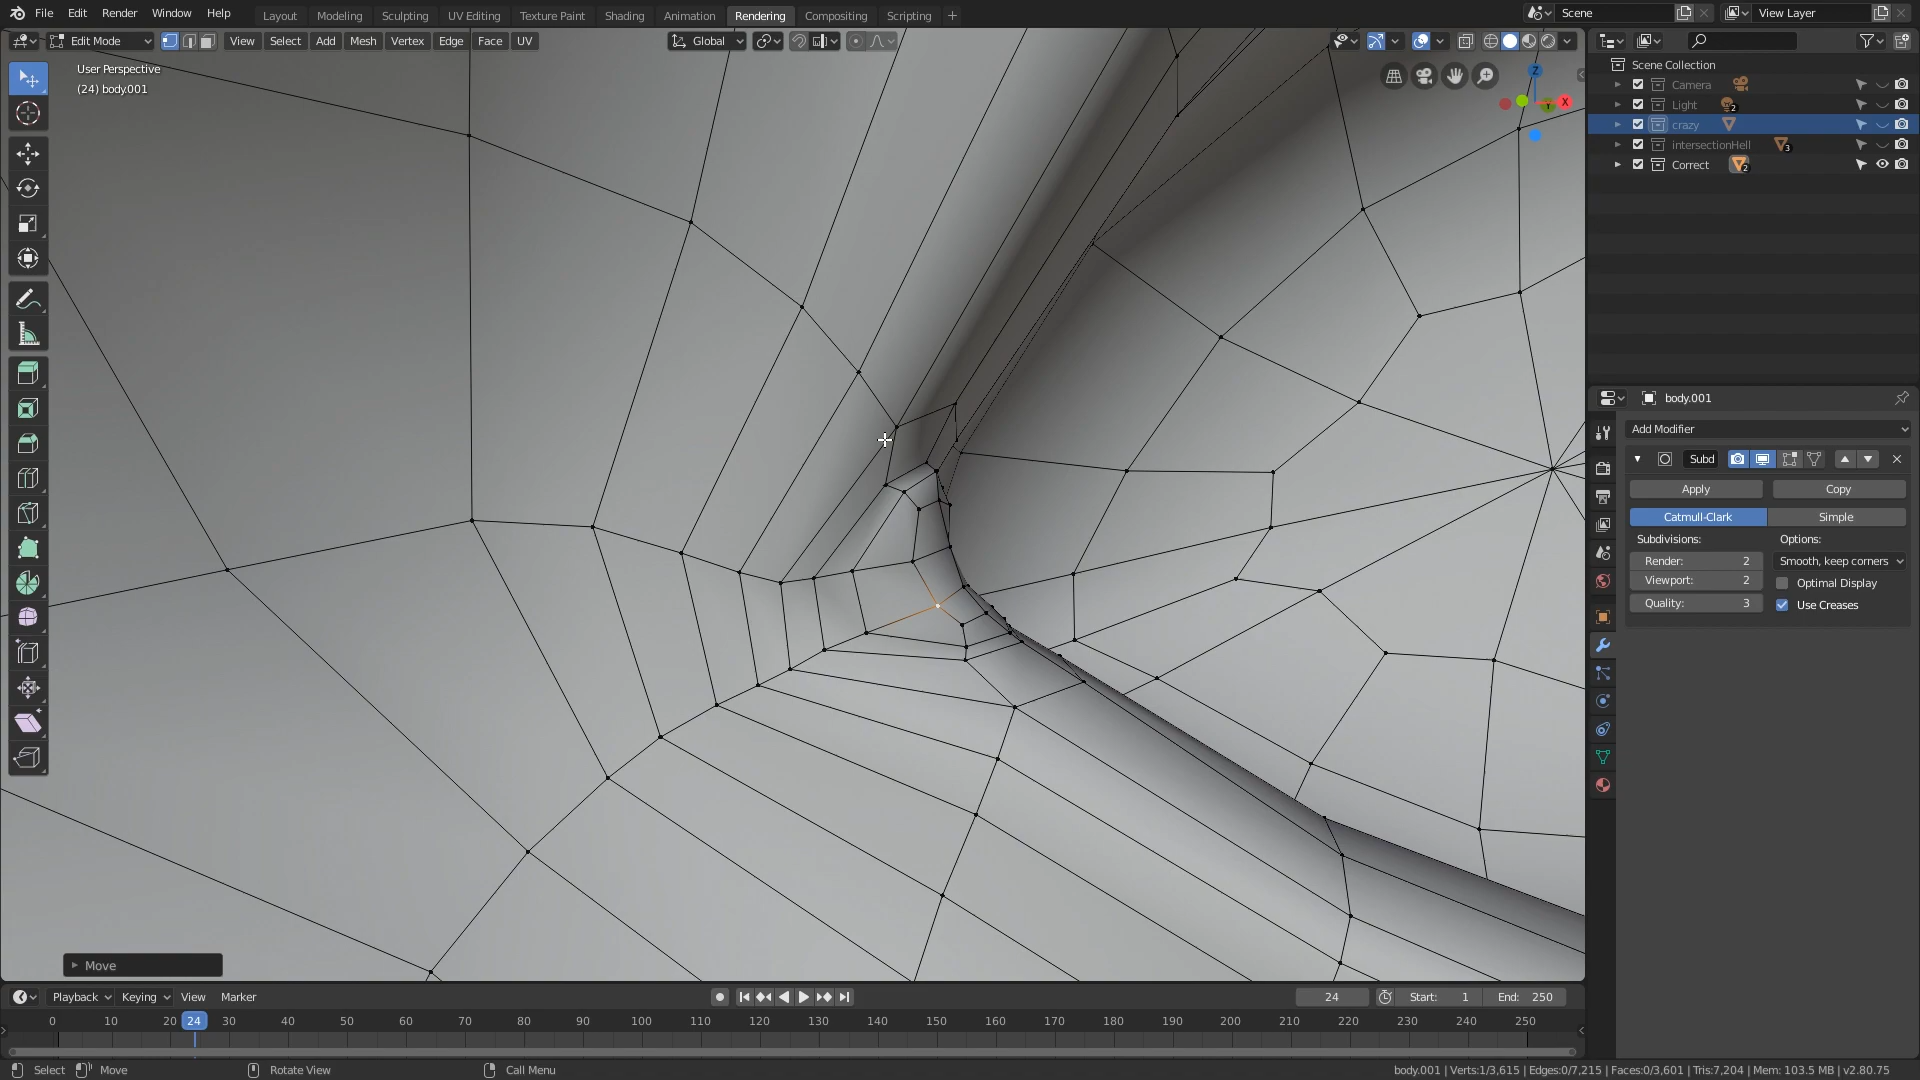 File Edit Render Window Help Layout Modeling Sculpting UV Editing Texture Paint Shading Animation Rendering Compositing Scripting + Scene View Layer
Edit Mode View Select Add Mesh Vertex Edge Face UV Global
User Perspective
(24) body.001
Z
X
Y
Scene Collection
Camera
Light 2
crazy
intersectionHell 3
Correct 2
body.001
Add Modifier
Subd
Apply Copy
Catmull-Clark Simple
Subdivisions: Options:
Render: 2 Smooth, keep corners
Viewport: 2 Optimal Display
Quality: 3 Use Creases
Move
Playback Keying View Marker 24 Start: 1 End: 250
0 10 20 24 30 40 50 60 70 80 90 100 110 120 130 140 150 160 170 180 190 200 210 220 230 240 250
Select Move Rotate View Call Menu body.001 | Verts:1/3,615 | Edges:0/7,215 | Faces:0/3,601 | Tris:7,204 | Mem: 103.5 MB | v2.80.75